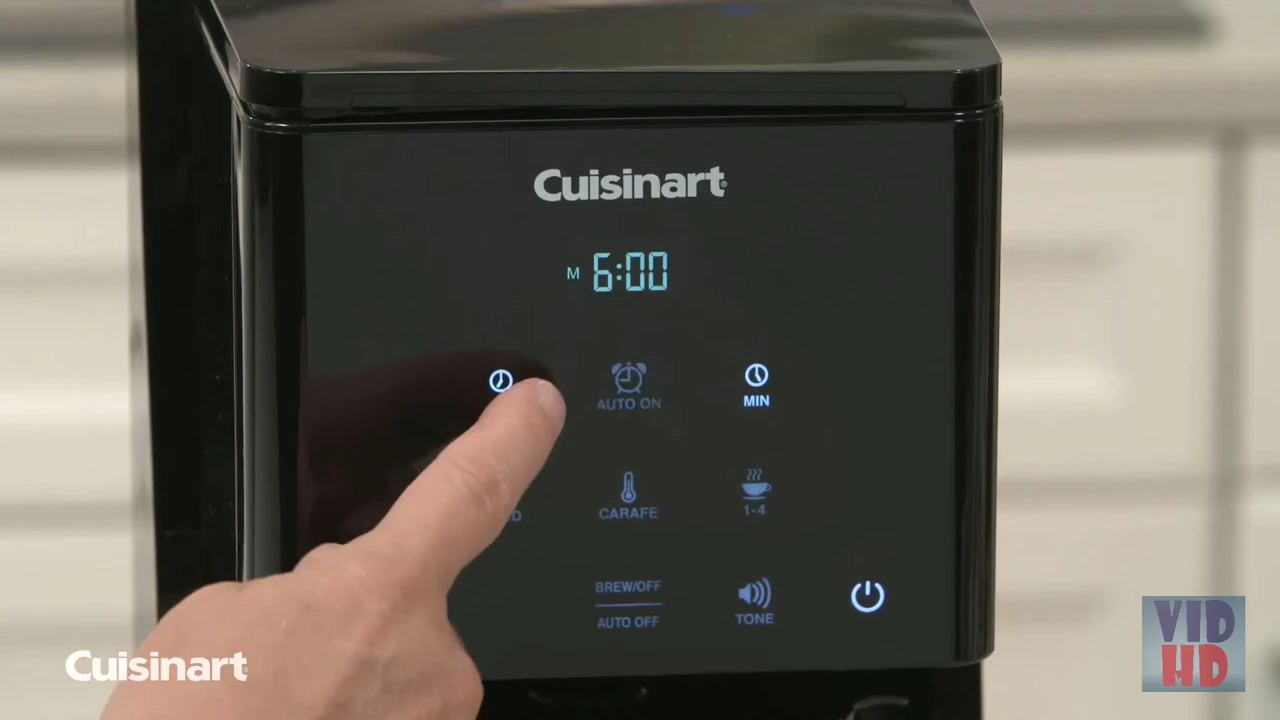 Cuisinart
M 6:00
AUTO ON
MIN
CARAFE
1-4
BREW/OFF
AUTO OFF
TONE
Cuisinart
VID
HD